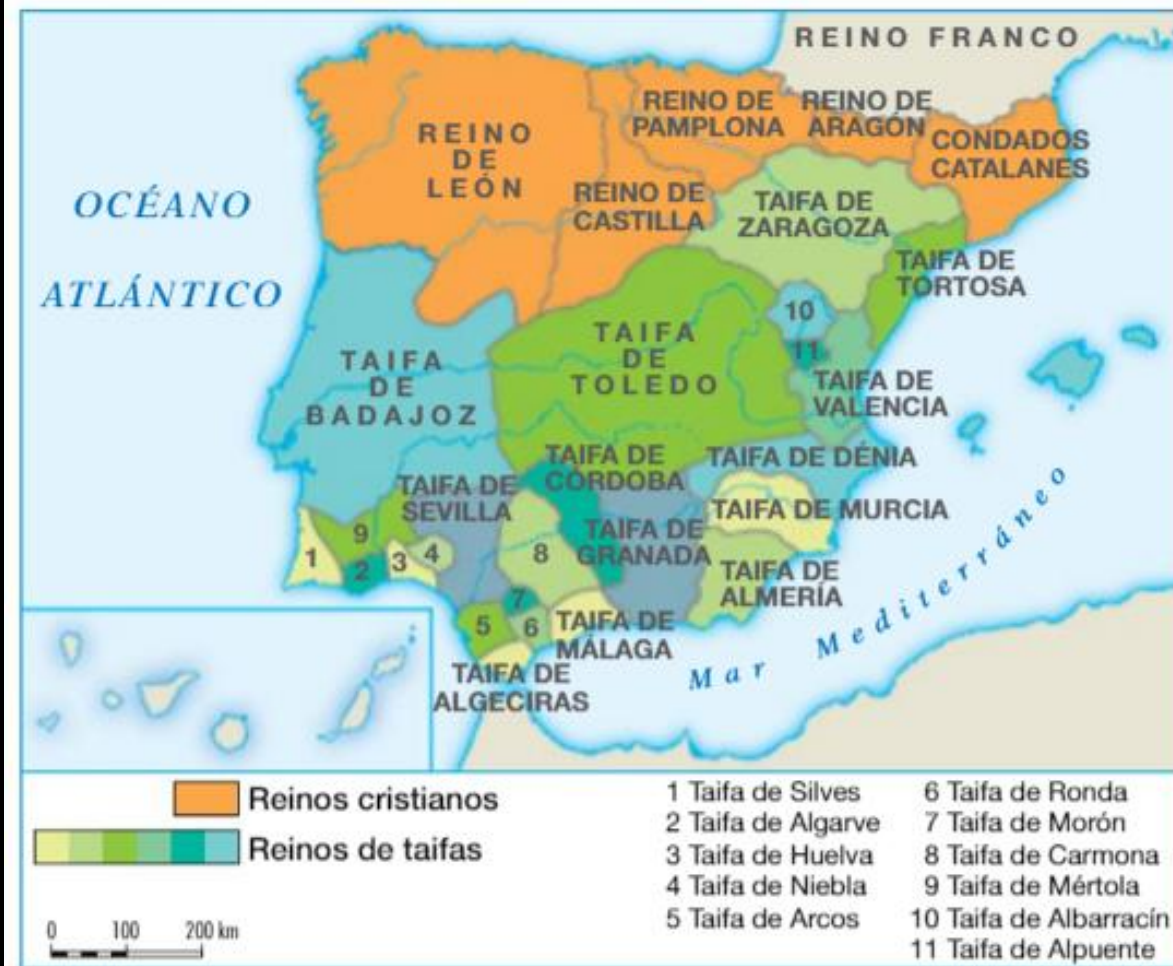 REINO FRANCO
REINO DE
PAMPLONA
REINO DE
ARAGÓN
CONDADOS
CATALANES
REINO
DE
LEÓN
REINO DE
CASTILLA
TAIFA DE
ZARAGOZA
OCÉANO
ATLÁNTICO
TAIFA DE
TORTOSA
10
11
TAIFA
DE
TOLEDO
TAIFA
DE
BADAJOZ
TAIFA DE
VALENCIA
TAIFA DE
CÓRDOBA
TAIFA DE DÉNIA
TAIFA DE
SEVILLA
TAIFA DE MURCIA
TAIFA DE
GRANADA
TAIFA DE
ALMERÍA
1
9
2
3
4
8
7
5
6
TAIFA DE
MÁLAGA
TAIFA DE
ALGECIRAS
Mar Mediterráneo
Reinos cristianos
Reinos de taifas
0 100 200 km
1 Taifa de Silves
2 Taifa de Algarve
3 Taifa de Huelva
4 Taifa de Niebla
5 Taifa de Arcos
6 Taifa de Ronda
7 Taifa de Morón
8 Taifa de Carmona
9 Taifa de Mértola
10 Taifa de Albarracín
11 Taifa de Alpuente